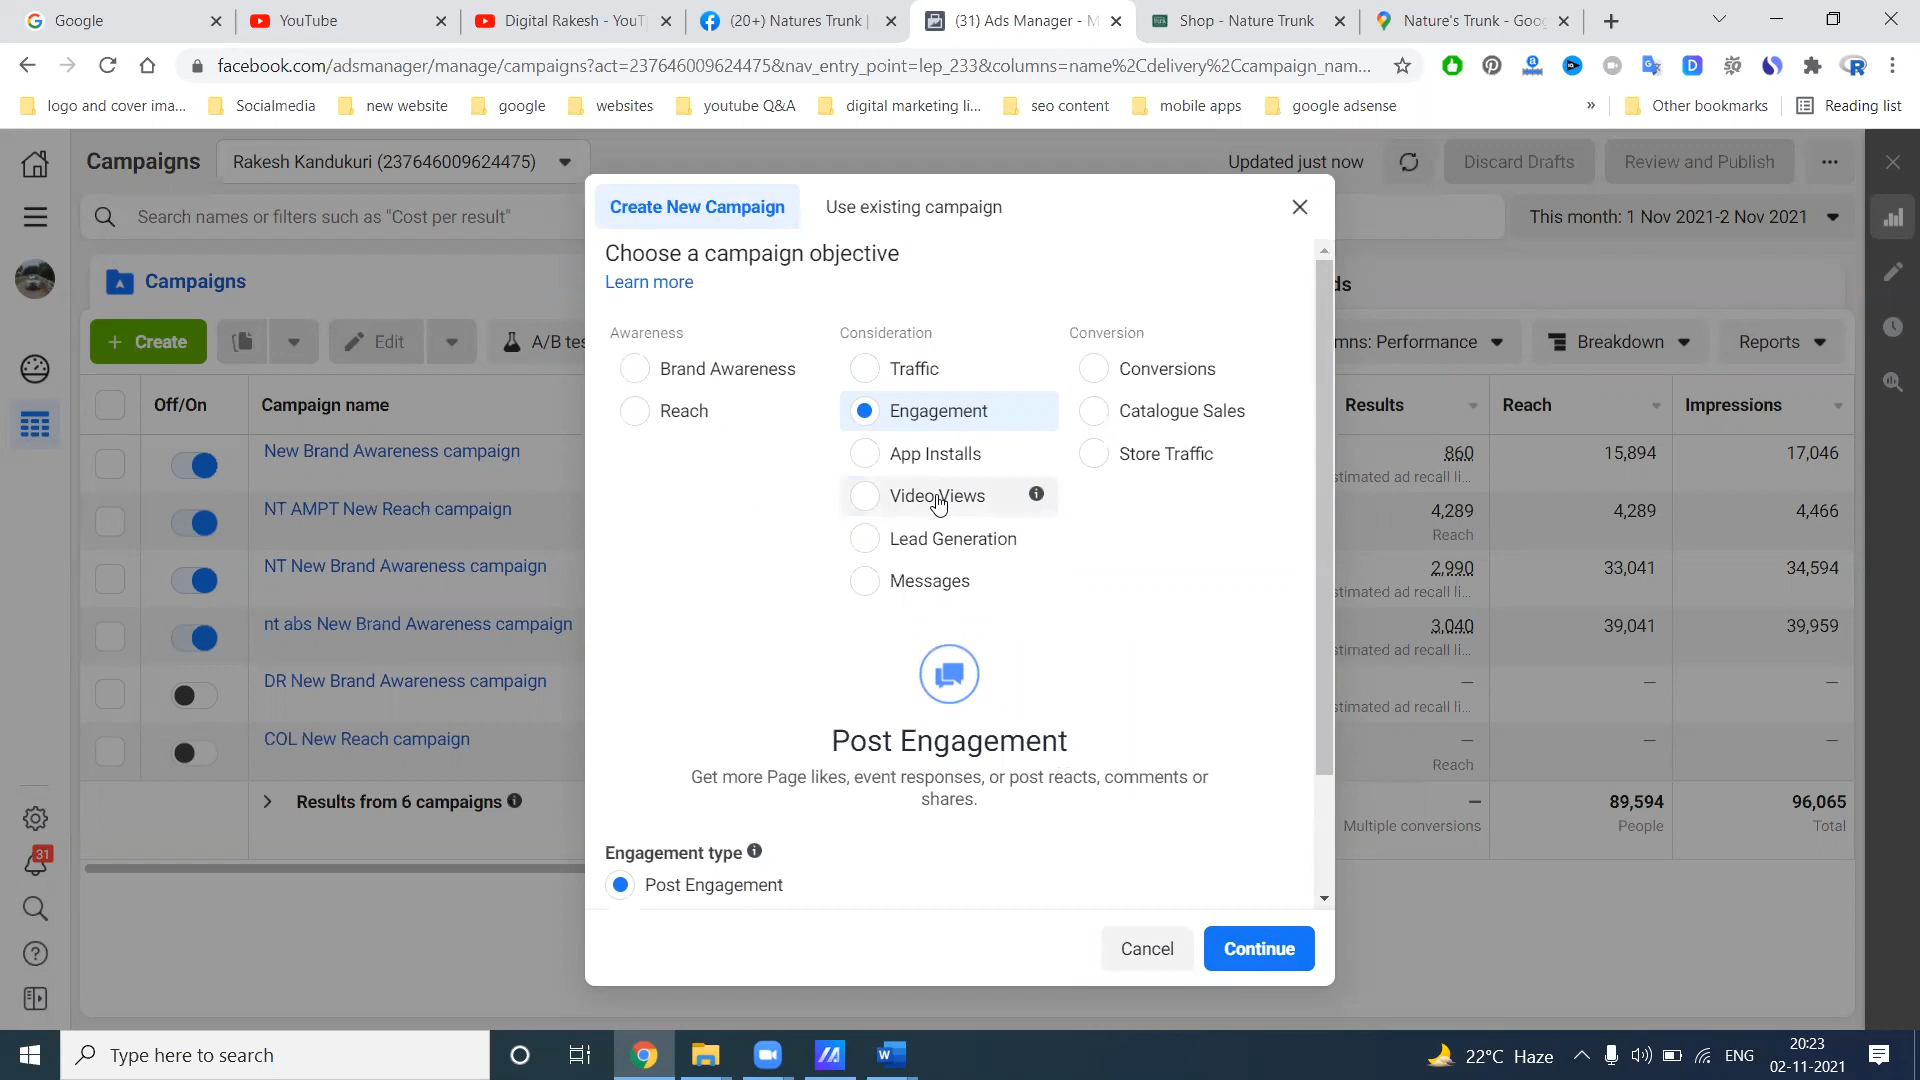 Google
YouTube
Digital Rakesh - YouT
(20+) Natures Trunk |
(31) Ads Manager - M
Shop - Nature Trunk
Nature's Trunk - Goo
facebook.com/adsmanager/manage/campaigns?act=237646009624475&nav_entry_point=lep_233&columns=name%2Cdelivery%2Ccampaign_nam...
logo and cover ima...
Socialmedia
new website
google
websites
youtube Q&A
digital marketing li...
seo content
mobile apps
google adsense
»
Other bookmarks
Reading list
Campaigns
Rakesh Kandukuri (237646009624475)
Updated just now
Discard Drafts
Review and Publish
Search names or filters such as "Cost per result"
This month: 1 Nov 2021-2 Nov 2021
Create New Campaign
Use existing campaign
Choose a campaign objective
Learn more
Campaigns
ds
+ Create
Edit
A/B tes
mns: Performance
Breakdown
Reports
Awareness
Consideration
Conversion
Brand Awareness
Traffic
Conversions
Reach
Engagement
Catalogue Sales
App Installs
Store Traffic
Video Views
Lead Generation
Messages
Off/On
Campaign name
Results
Reach
Impressions
New Brand Awareness campaign
860
15,894
17,046
stimated ad recall li...
NT AMPT New Reach campaign
4,289
4,289
4,466
Reach
NT New Brand Awareness campaign
2,990
33,041
34,594
stimated ad recall li...
nt abs New Brand Awareness campaign
3,040
39,041
39,959
stimated ad recall li...
DR New Brand Awareness campaign
—
—
—
stimated ad recall li...
COL New Reach campaign
—
—
—
Reach
Results from 6 campaigns
—
89,594
96,065
Multiple conversions
People
Total
Post Engagement
Get more Page likes, event responses, or post reacts, comments or
shares.
Engagement type
Post Engagement
Cancel
Continue
31
Type here to search
22°C Haze
ENG
20:23
02-11-2021